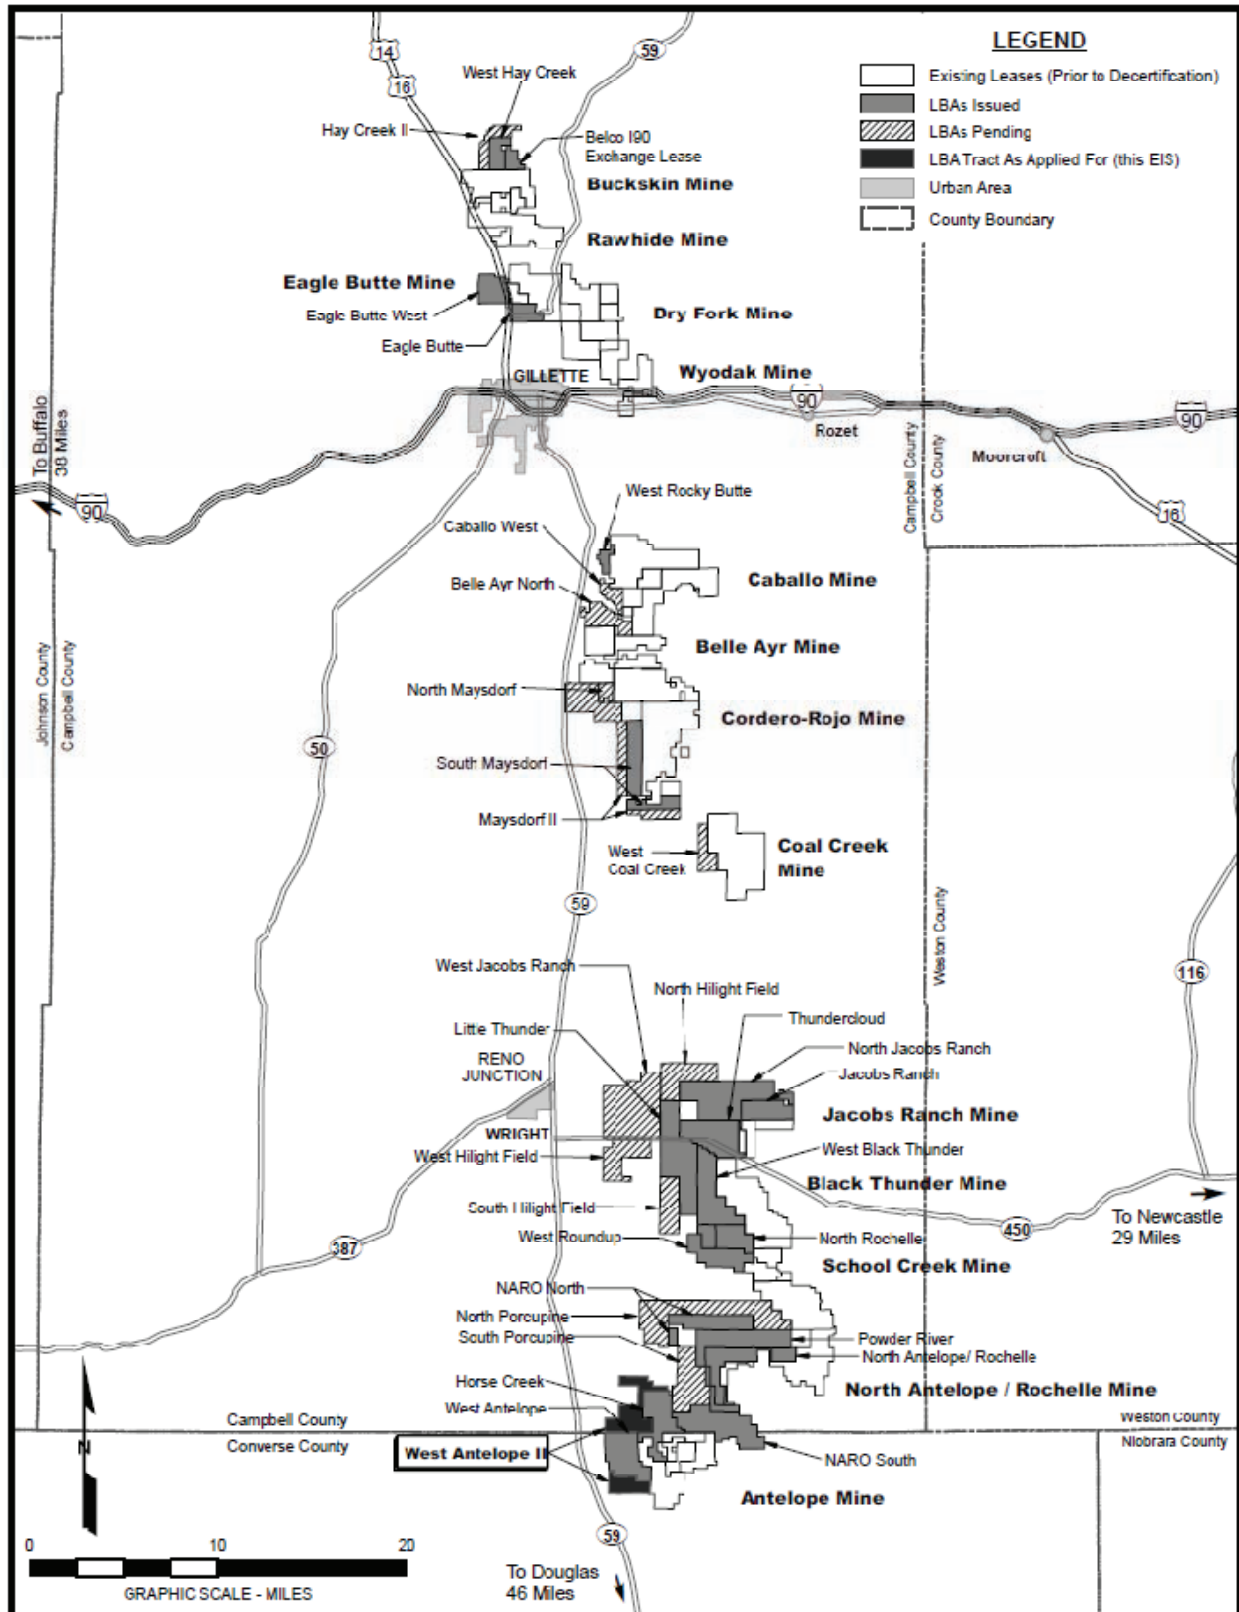 LEGEND
Existing Leases (Prior to Decertification)
LBAs Issued
LBAs Pending
LBA Tract As Applied For (this EIS)
Urban Area
County Boundary
14
16
59
West Hay Creek
Hay Creek II
Belco I90
Exchange Lease
Buckskin Mine
Rawhide Mine
Eagle Butte Mine
Eagle Butte West
Dry Fork Mine
Eagle Butte
Wyodak Mine
GILLETTE
90
Rozet
90
Moorcroft
To Buffalo
38 Miles
90
Campbell County
Crook County
16
West Rocky Butte
Caballo West
Caballo Mine
Belle Ayr North
Belle Ayr Mine
Johnson County
Campbell County
North Maysdorf
Cordero-Rojo Mine
50
South Maysdorf
Maysdorf II
West
Coal Creek
Coal Creek
Mine
59
Weston County
116
West Jacobs Ranch
North Hilight Field
Thundercloud
Little Thunder
North Jacobs Ranch
RENO
JUNCTION
Jacobs Ranch
Jacobs Ranch Mine
WRIGHT
West Black Thunder
West Hilight Field
Black Thunder Mine
South Hilight Field
To Newcastle
29 Miles
450
West Roundup
North Rochelle
387
School Creek Mine
NARO North
North Porcupine
South Porcupine
Powder River
North Antelope/ Rochelle
Horse Creek
North Antelope / Rochelle Mine
West Antelope
Campbell County
Converse County
Weston County
Niobrara County
N
West Antelope II
NARO South
Antelope Mine
59
0 10 20
GRAPHIC SCALE - MILES
To Douglas
46 Miles